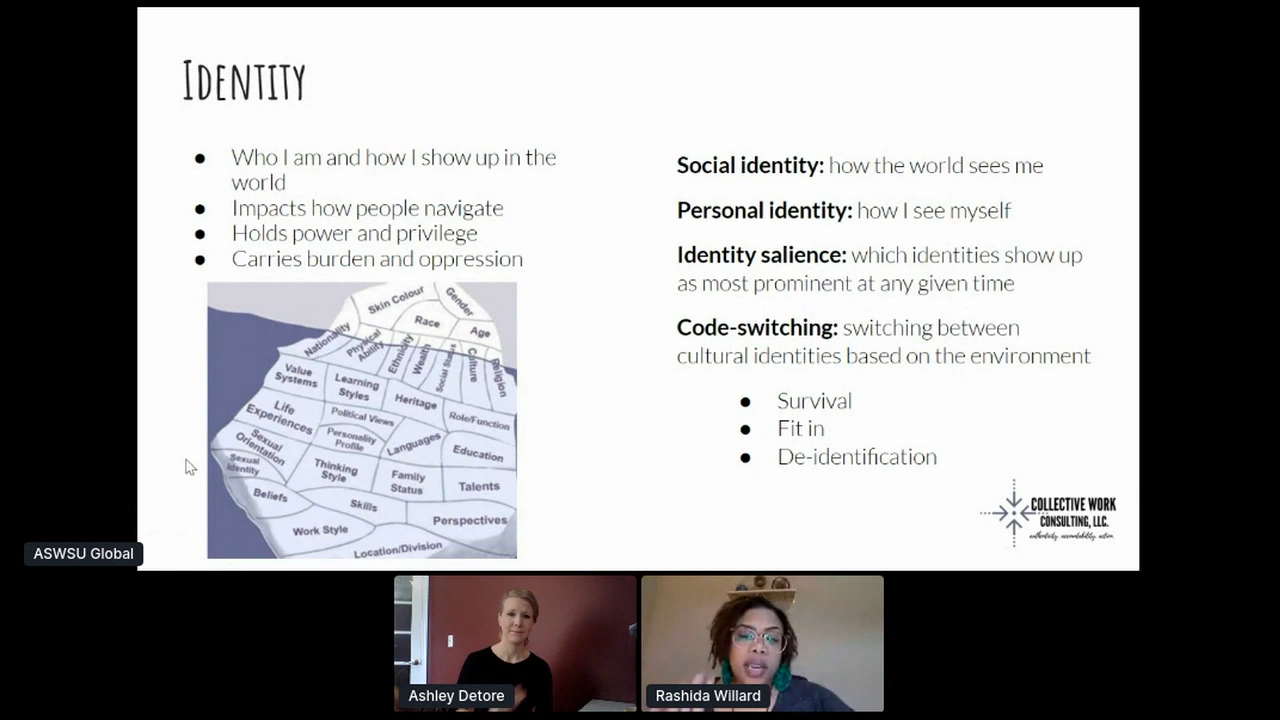 IDENTITY
● Who I am and how I show up in the
world
● Impacts how people navigate
● Holds power and privilege
● Carries burden and oppression
Skin Colour
Gender
Race
Age
Nationality
Physical
Ability
Ethnicity
Wealth
Social Status
Culture
Religion
Value
Systems
Learning
Styles
Heritage
Life
Experiences
Political Views
Role/Function
Personality
Profile
Languages
Sexual
Orientation
Education
Sexual
Identity
Thinking
Style
Family
Status
Talents
Beliefs
Skills
Perspectives
Work Style
Location/Division
Social identity: how the world sees me
Personal identity: how I see myself
Identity salience: which identities show up
as most prominent at any given time
Code-switching: switching between
cultural identities based on the environment
● Survival
● Fit in
● De-identification
COLLECTIVE WORK
CONSULTING, LLC.
authenticity. accountability. action.
ASWSU Global
Ashley Detore
Rashida Willard